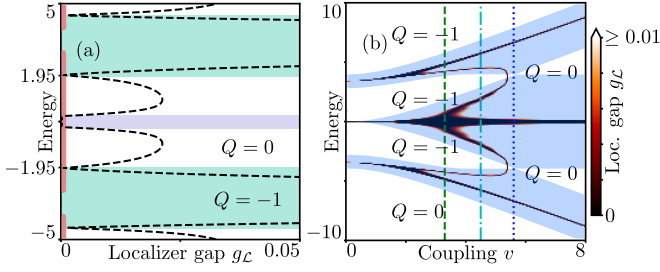 5
1.95
Energy
−1.95
−5
(a)
Q = 0
Q = −1
0
0.05
Localizer gap g_ℒ
10
Energy
−10
(b)
Q = −1
Q = −1
Q = −1
Q = 0
Q = 0
Q = 0
0
4
8
Coupling v
≥ 0.01
Loc. gap g_ℒ
0